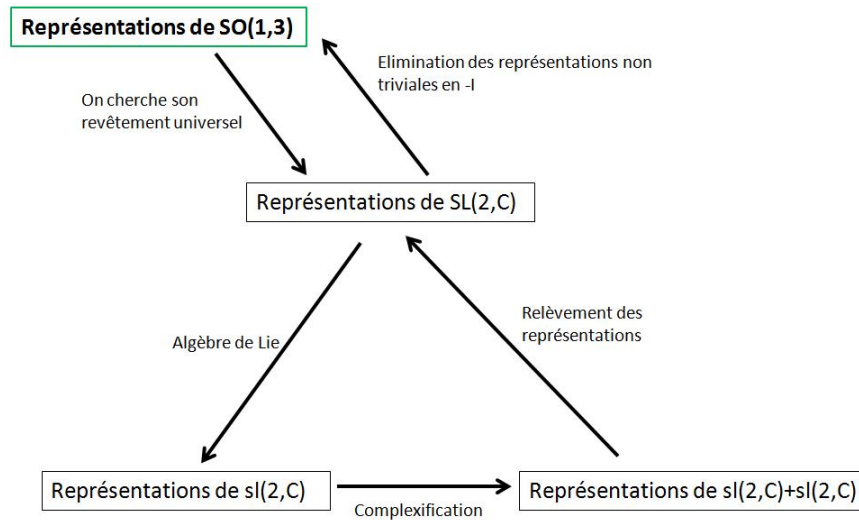 Représentations de SO(1,3)
Elimination des représentations non
triviales en -I
On cherche son
revêtement universel
Représentations de SL(2,C)
Relèvement des
représentations
Algèbre de Lie
Représentations de sl(2,C)
Complexification
Représentations de sl(2,C)+sl(2,C)